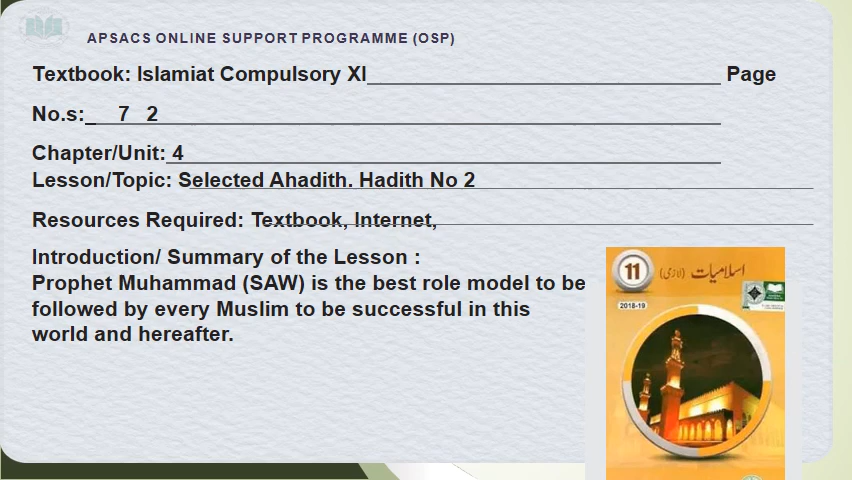 APSACS ONLINE SUPPORT PROGRAMME (OSP)
Textbook: Islamiat Compulsory XI Page
No.s:_ 7 2
Chapter/Unit: 4
Lesson/Topic: Selected Ahadith. Hadith No 2
Resources Required: Textbook, Internet,
Introduction/ Summary of the Lesson :
Prophet Muhammad (SAW) is the best role model to be
followed by every Muslim to be successful in this
world and hereafter.
11 اسلامیات (لازمی)
2018-19